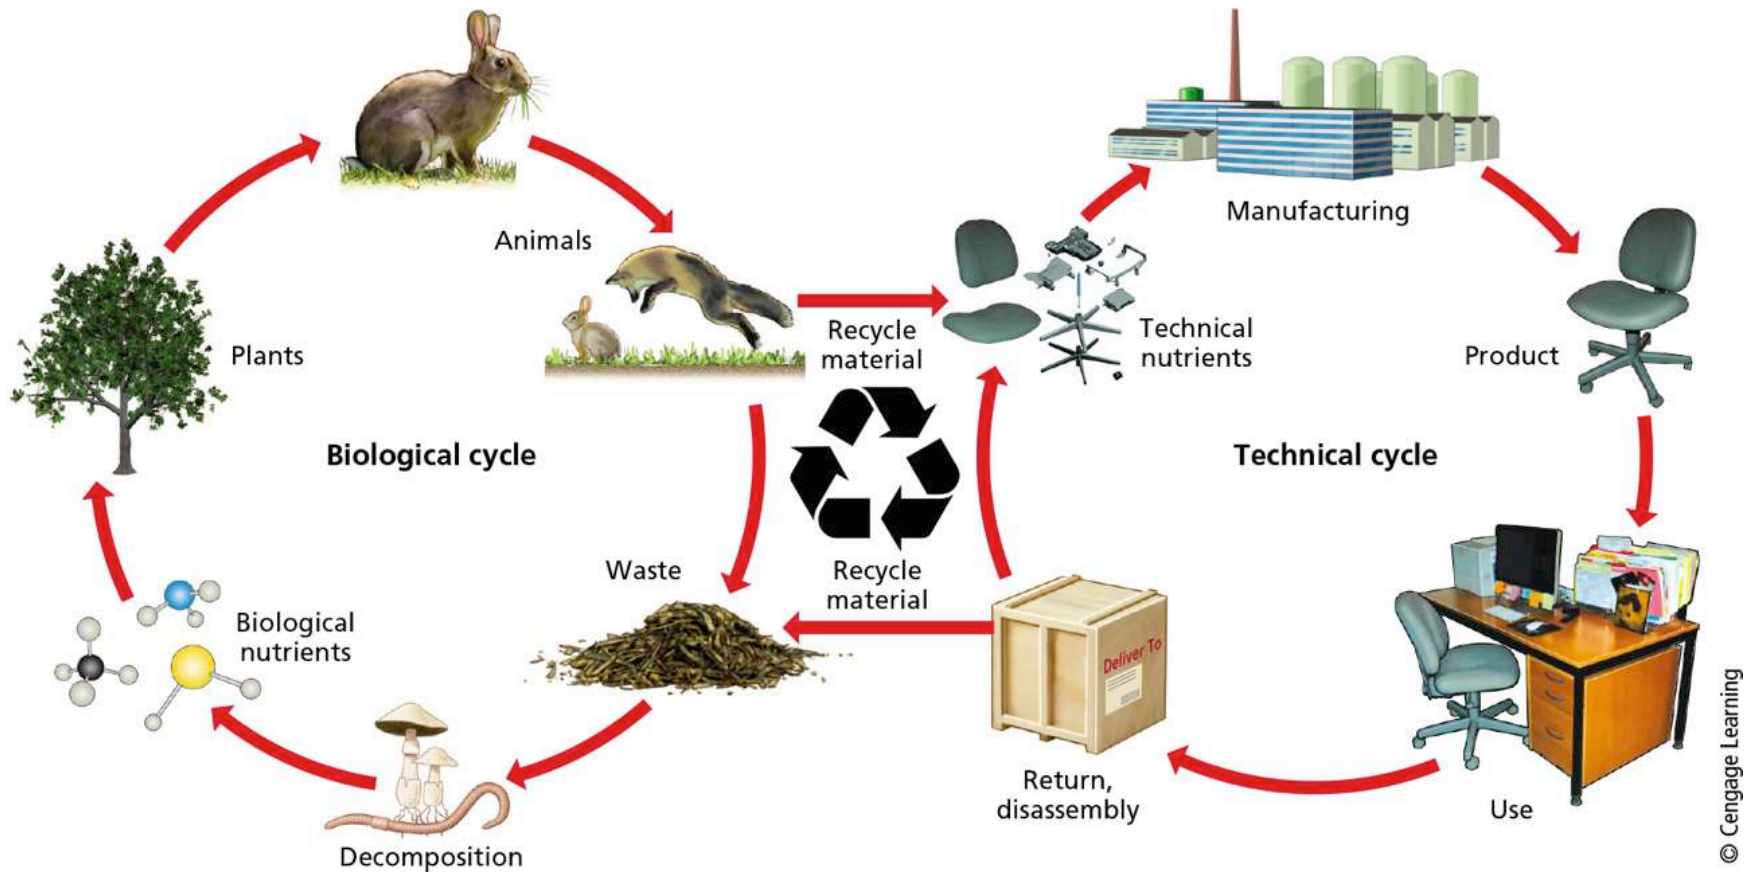 Manufacturing
Animals
Recycle
material
Technical
nutrients
Plants
Product
Biological cycle
Technical cycle
Waste
Recycle
material
Biological
nutrients
Deliver To
Return,
disassembly
Use
Decomposition
© Cengage Learning